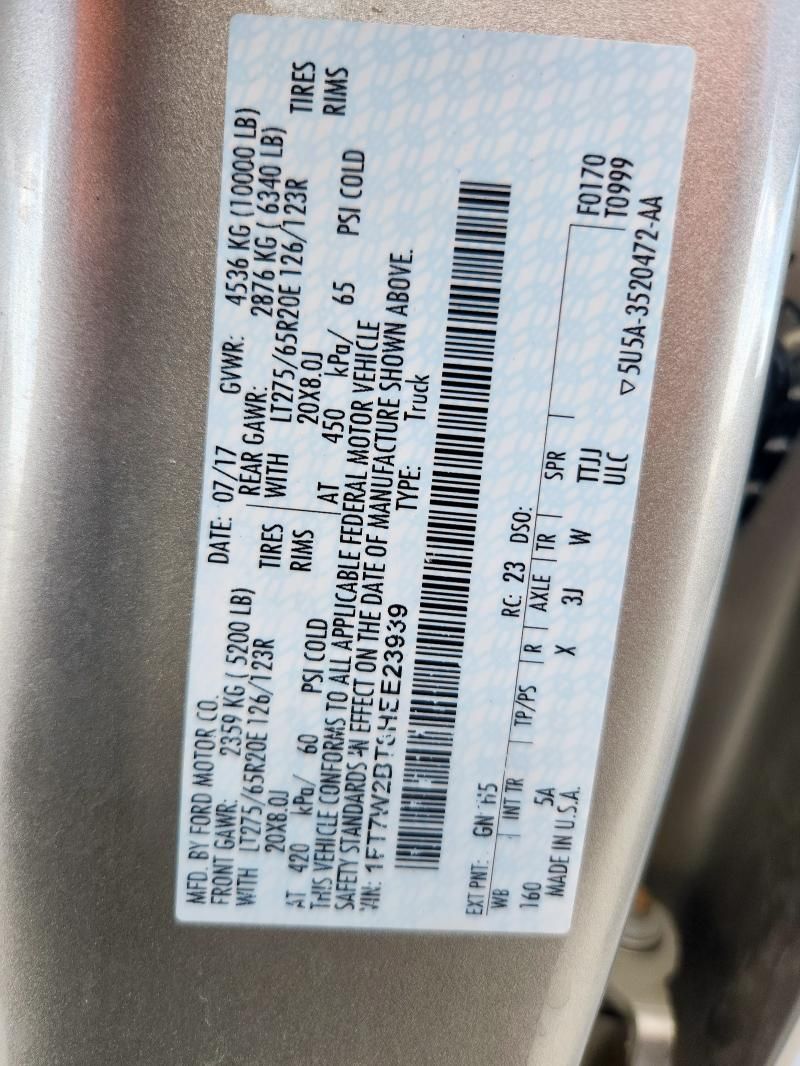 MFD. BY FORD MOTOR CO.
DATE: 07/17 GVWR: 4536 KG (10000 LB)
FRONT GAWR: 2359 KG ( 5200 LB) REAR GAWR: 2876 KG ( 6340 LB)
WITH LT275/65R20E 126/123R TIRES WITH LT275/65R20E 126/123R TIRES
20X8.0J RIMS 20X8.0J RIMS
AT 420 kPa/ 60 PSI COLD AT 450 kPa/ 65 PSI COLD
THIS VEHICLE CONFORMS TO ALL APPLICABLE FEDERAL MOTOR VEHICLE
SAFETY STANDARDS IN EFFECT ON THE DATE OF MANUFACTURE SHOWN ABOVE.
VIN: TYPE: Truck
EXT PNT: RC: 23 DSO: F0170
WB INT TR TP/PS R AXLE TR SPR T0999
160 5A X 3J W TTJJ
MADE IN U.S.A. ULC ▽5U5A-3520472-AA